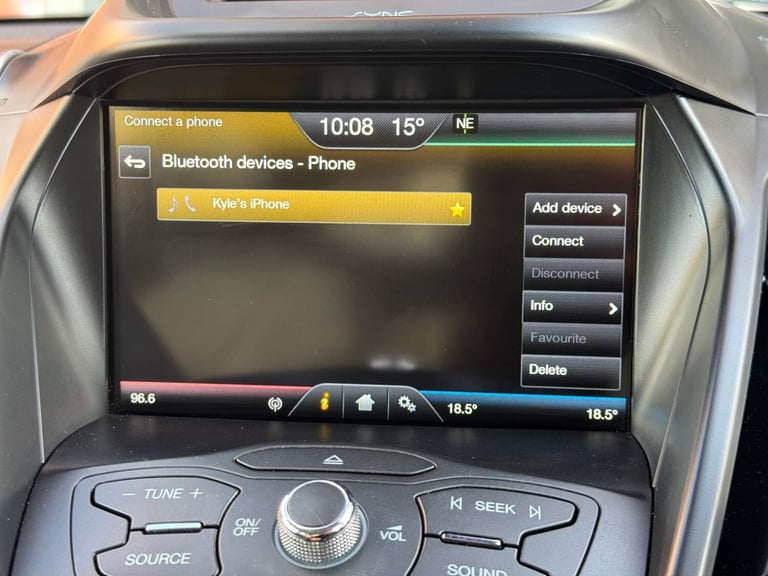 SYNC
Connect a phone
10:08 15° NE
Bluetooth devices - Phone
Kyle's iPhone
Add device
Connect
Disconnect
Info
Favourite
Delete
96.6
18.5°
18.5°
– TUNE +
ON/
OFF
VOL
SEEK
SOURCE
SOUND